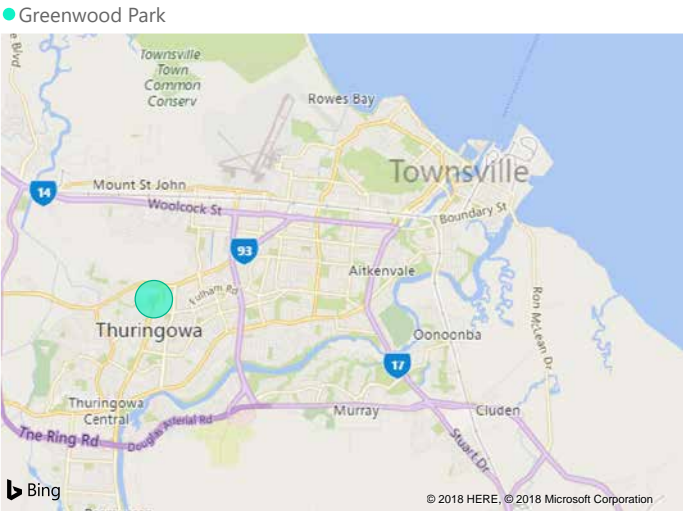 Greenwood Park
Blvd
Townsville
Town
Common
Conserv
Rowes Bay
Townsville
14
Mount St John
Woolcock St
Boundary St
93
Aitkenvale
Fulham Rd
Ron McLean Dr
Thuringowa
Oonoonba
17
Thuringowa
Central
Murray
Cluden
The Ring Rd
Douglas Arterial Rd
Stuart Dr
Bing
© 2018 HERE, © 2018 Microsoft Corporation